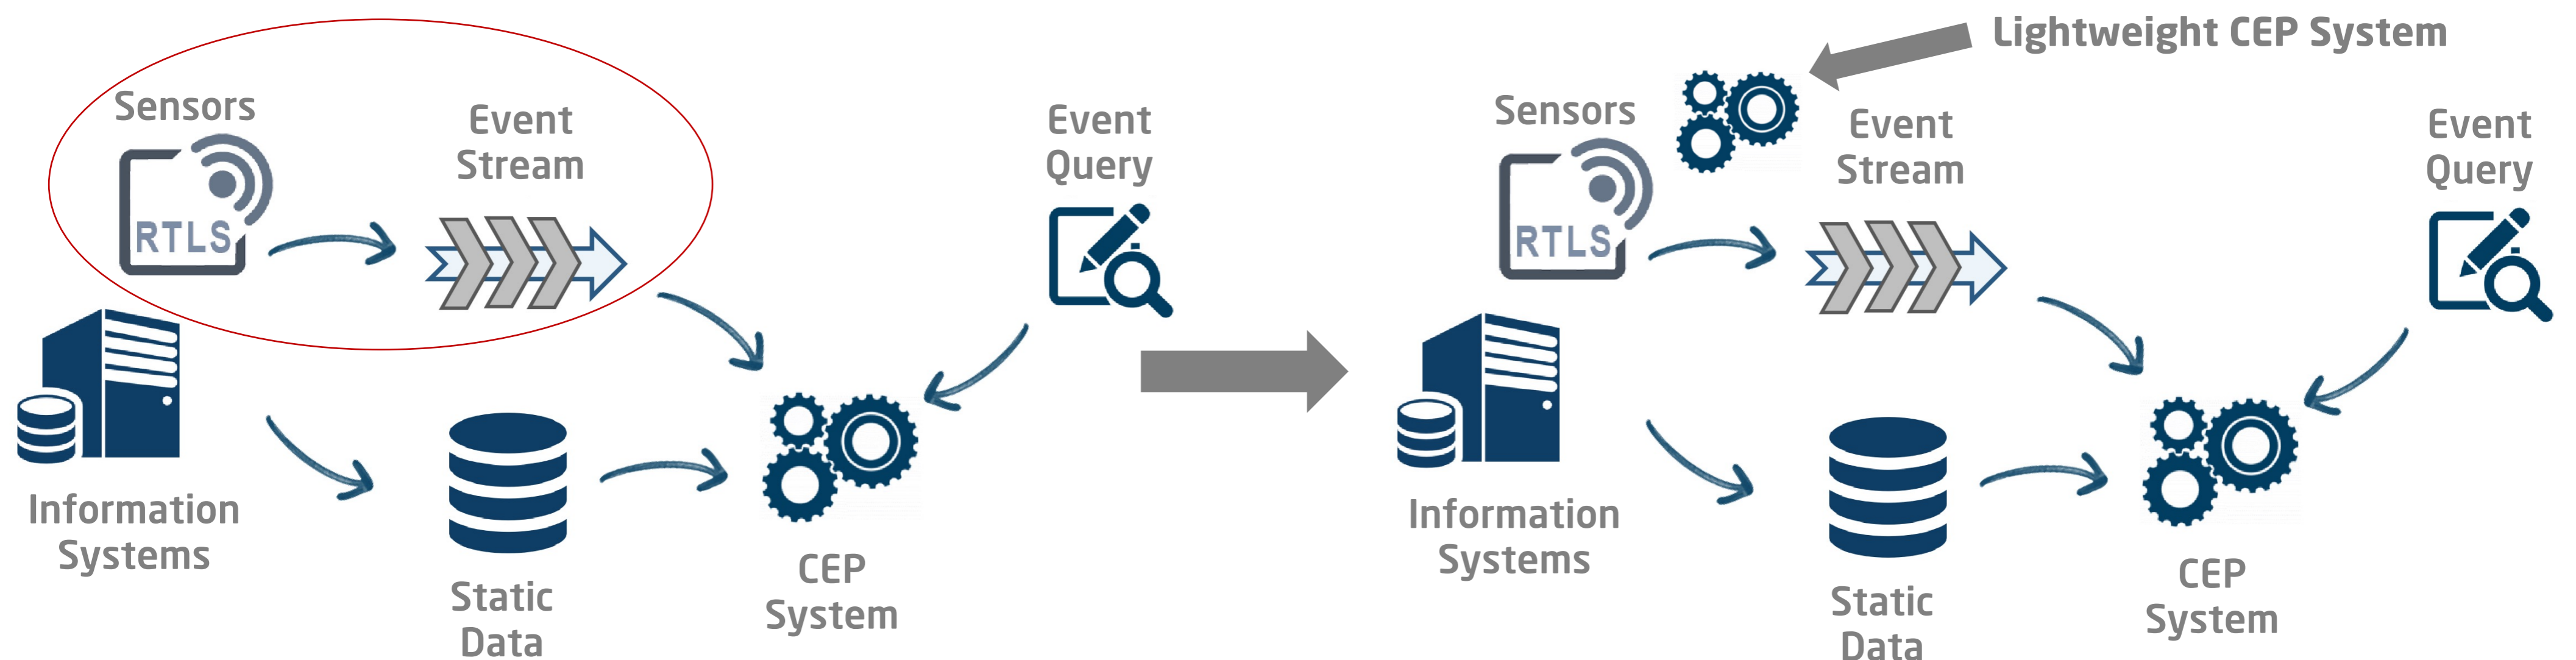 Lightweight CEP System
Sensors
RTLS
Event
Stream
Event
Query
Information
Systems
Static
Data
CEP
System
Sensors
RTLS
Event
Stream
Event
Query
Information
Systems
Static
Data
CEP
System